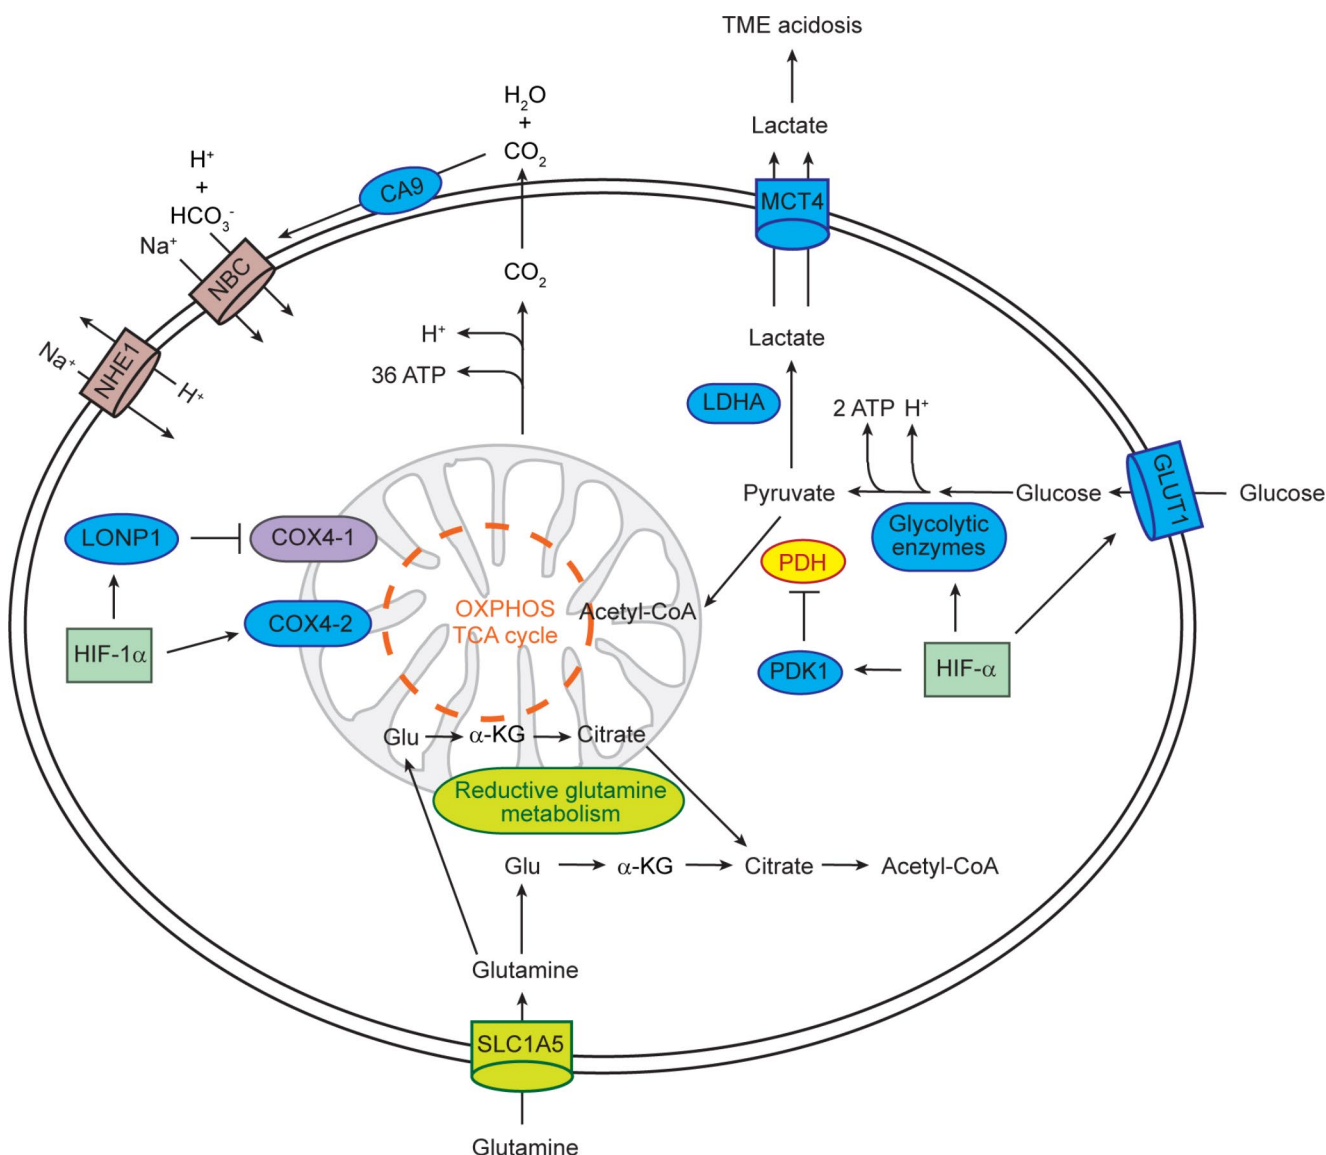 TME acidosis
Lactate
H₂O
+
CO₂
H⁺
+
HCO₃⁻
Na⁺
CA9
MCT4
NBC
CO₂
Na⁺
NHE1
H⁺
H⁺
36 ATP
Lactate
LDHA
2 ATP H⁺
Pyruvate
Glucose
GLUT1
Glucose
Glycolytic
enzymes
LONP1
COX4-1
PDH
OXPHOS
TCA cycle
Acetyl-CoA
COX4-2
HIF-1α
PDK1
HIF-α
Glu
α-KG
Citrate
Reductive glutamine
metabolism
Glu
α-KG
Citrate
Acetyl-CoA
Glutamine
SLC1A5
Glutamine